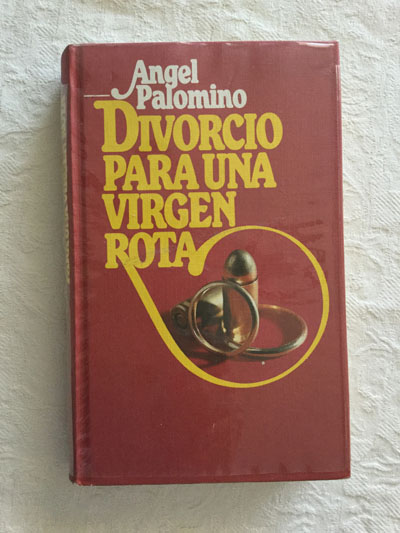 Angel
Palomino
DIVORCIO
PARA UNA
VIRGEN
ROTA